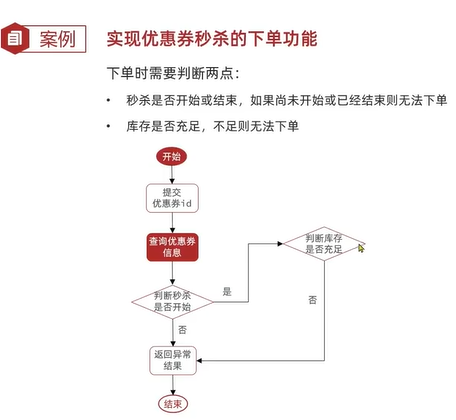 案例
实现优惠券秒杀的下单功能
下单时需要判断两点：
• 秒杀是否开始或结束，如果尚未开始或已经结束则无法下单
• 库存是否充足，不足则无法下单
开始
提交
优惠券id
查询优惠券
信息
判断秒杀
是否开始
是
否
判断库存
是否充足
否
返回异常
结果
结束